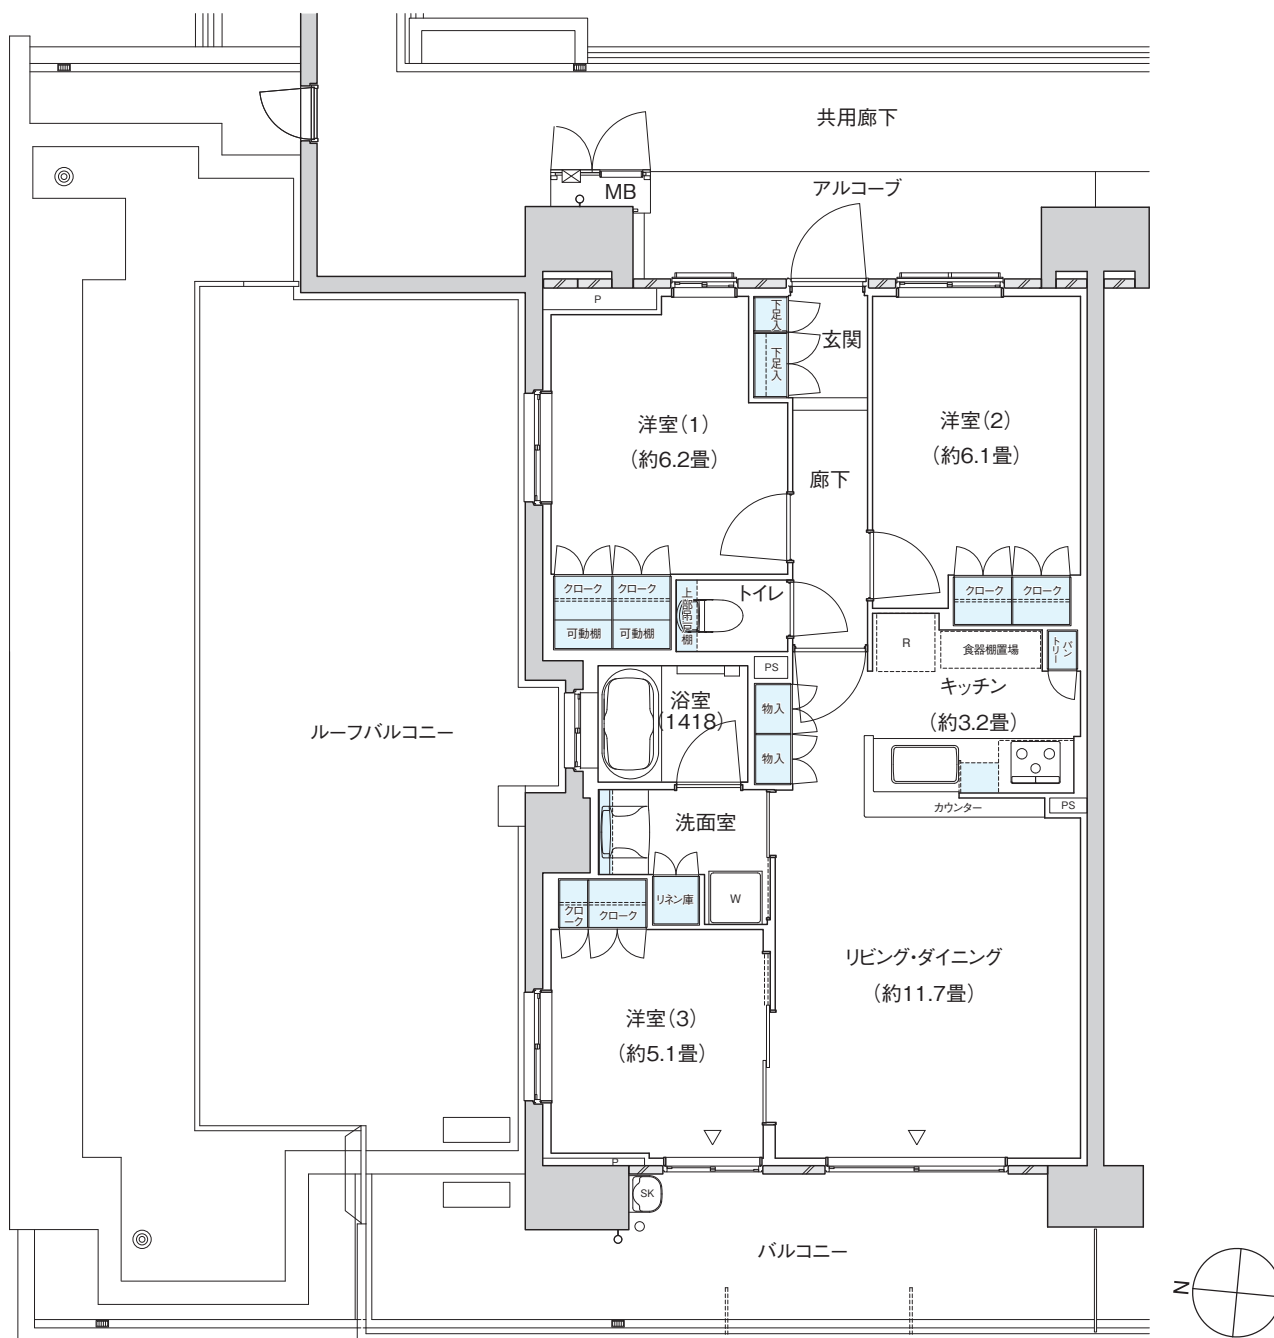 共用廊下
アルコーブ
MB
P
下足入
下足入
玄関
洋室(1)
(約6.2畳)
洋室(2)
(約6.1畳)
廊下
クローク
クローク
可動棚
可動棚
上部吊戸棚
トイレ
クローク
クローク
R
食器棚置場
パントリー
PS
キッチン
(約3.2畳)
浴室
(1418)
物入
物入
ルーフバルコニー
カウンター
PS
洗面室
クローク
クローク
リネン庫
W
リビング・ダイニング
(約11.7畳)
洋室(3)
(約5.1畳)
P
SK
バルコニー
N